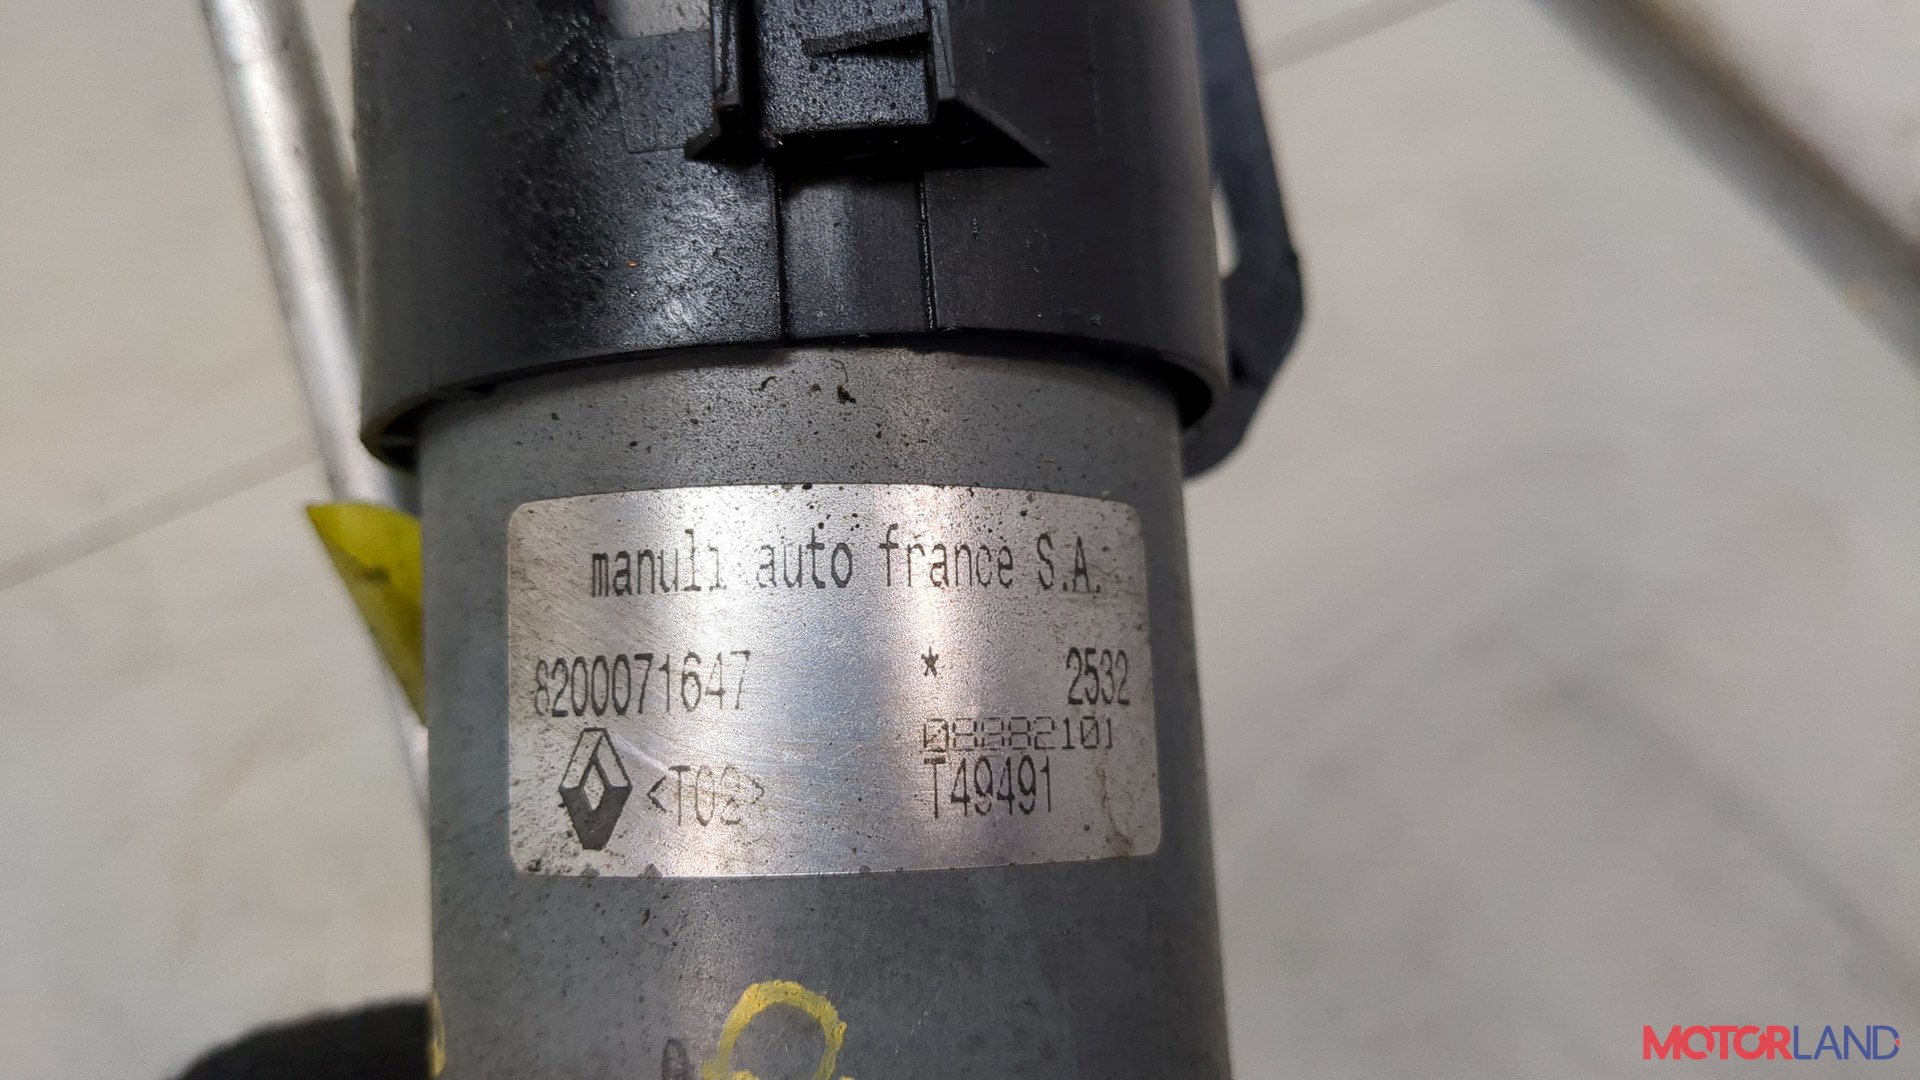 manuli auto france S.A.
8200071647 * 2532
08882101
<T02> T49491
MOTORLAND